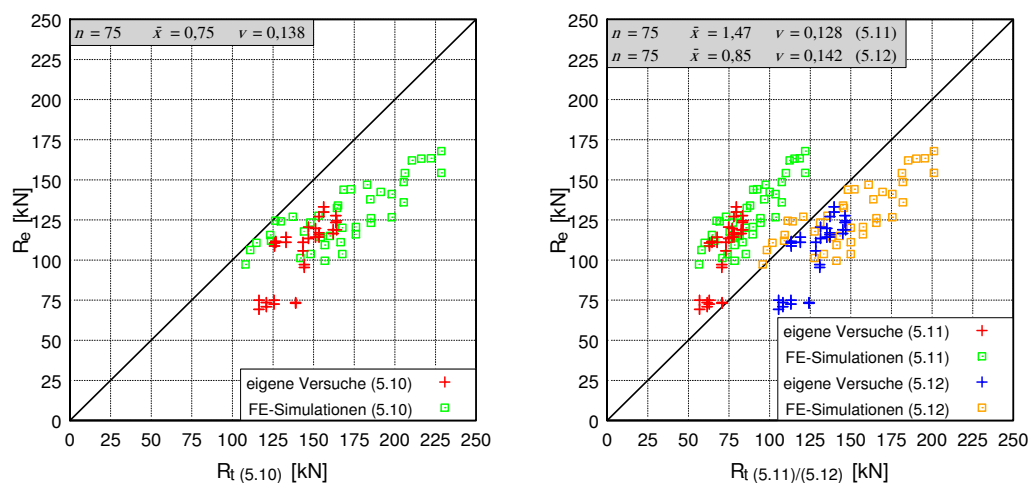 n = 75 x̄ = 0,75 v = 0,138
250
225
200
175
150
125
100
75
50
25
0
R_e [kN]
eigene Versuche (5.10)
FE-Simulationen (5.10)
0 25 50 75 100 125 150 175 200 225 250
R_t (5.10) [kN]
n = 75 x̄ = 1,47 v = 0,128 (5.11)
n = 75 x̄ = 0,85 v = 0,142 (5.12)
250
225
200
175
150
125
100
75
50
25
0
R_e [kN]
eigene Versuche (5.11)
FE-Simulationen (5.11)
eigene Versuche (5.12)
FE-Simulationen (5.12)
0 25 50 75 100 125 150 175 200 225 250
R_t (5.11)/(5.12) [kN]